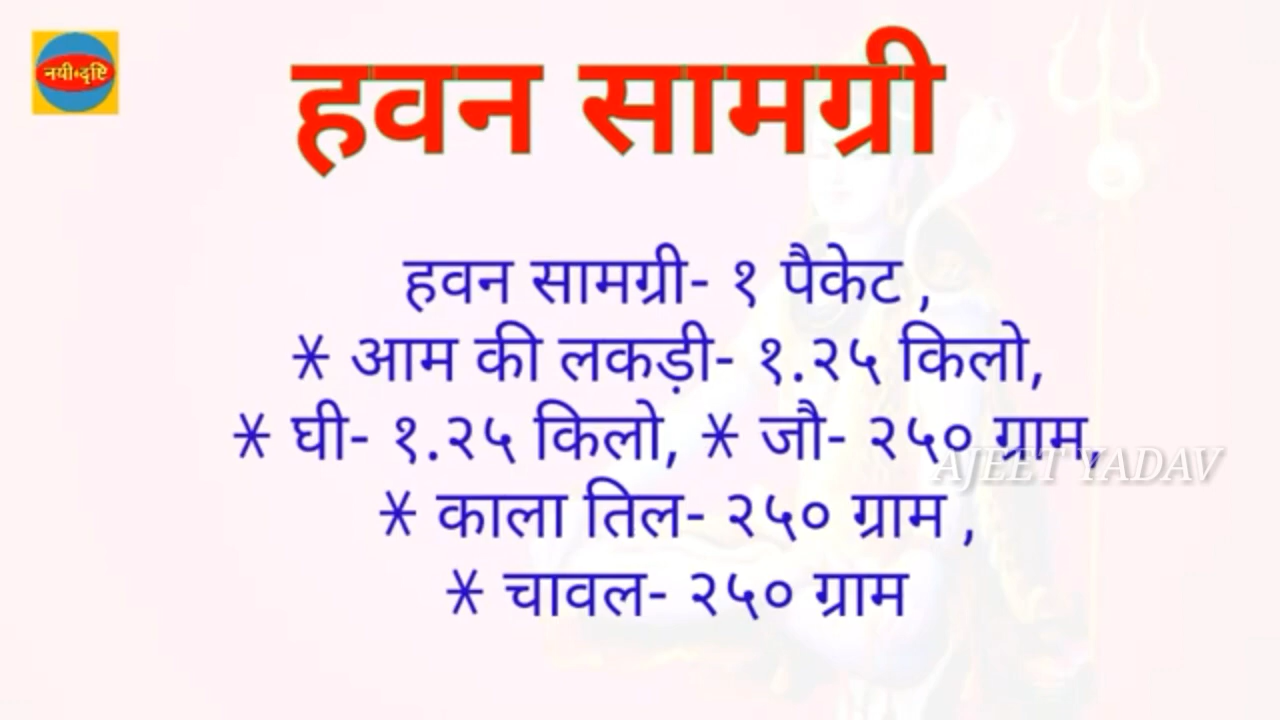 नयी दृष्टि
हवन सामग्री
हवन सामग्री- १ पैकेट ,
* आम की लकड़ी- १.२५ किलो,
* घी- १.२५ किलो, * जौ- २५० ग्राम,
AJEET YADAV
* काला तिल- २५० ग्राम ,
* चावल- २५० ग्राम